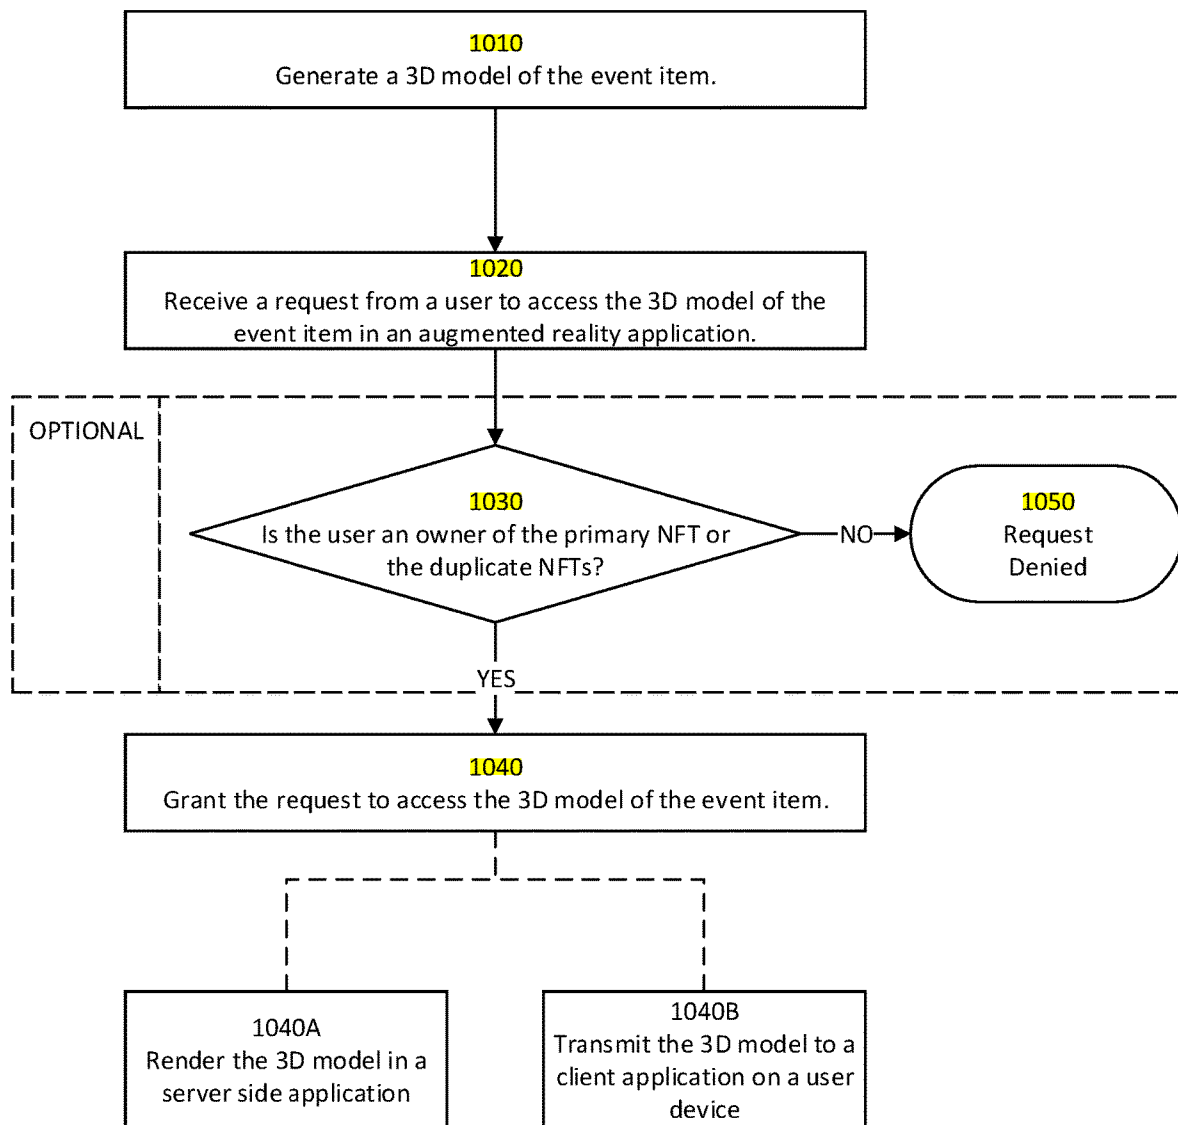 1010
Generate a 3D model of the event item.
1020
Receive a request from a user to access the 3D model of the
event item in an augmented reality application.
OPTIONAL
1030
Is the user an owner of the primary NFT or
the duplicate NFTs?
NO
1050
Request
Denied
YES
1040
Grant the request to access the 3D model of the event item.
1040A
Render the 3D model in a
server side application
1040B
Transmit the 3D model to a
client application on a user
device